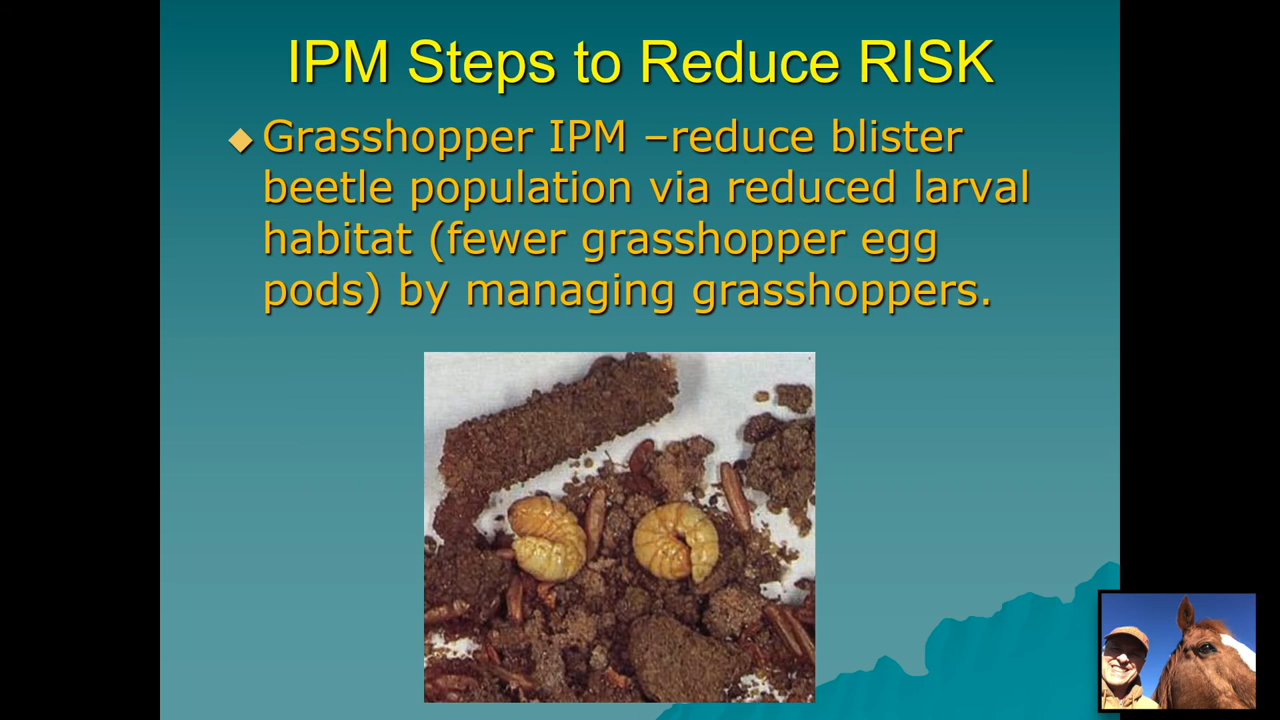 IPM Steps to Reduce RISK
Grasshopper IPM –reduce blister
beetle population via reduced larval
habitat (fewer grasshopper egg
pods) by managing grasshoppers.